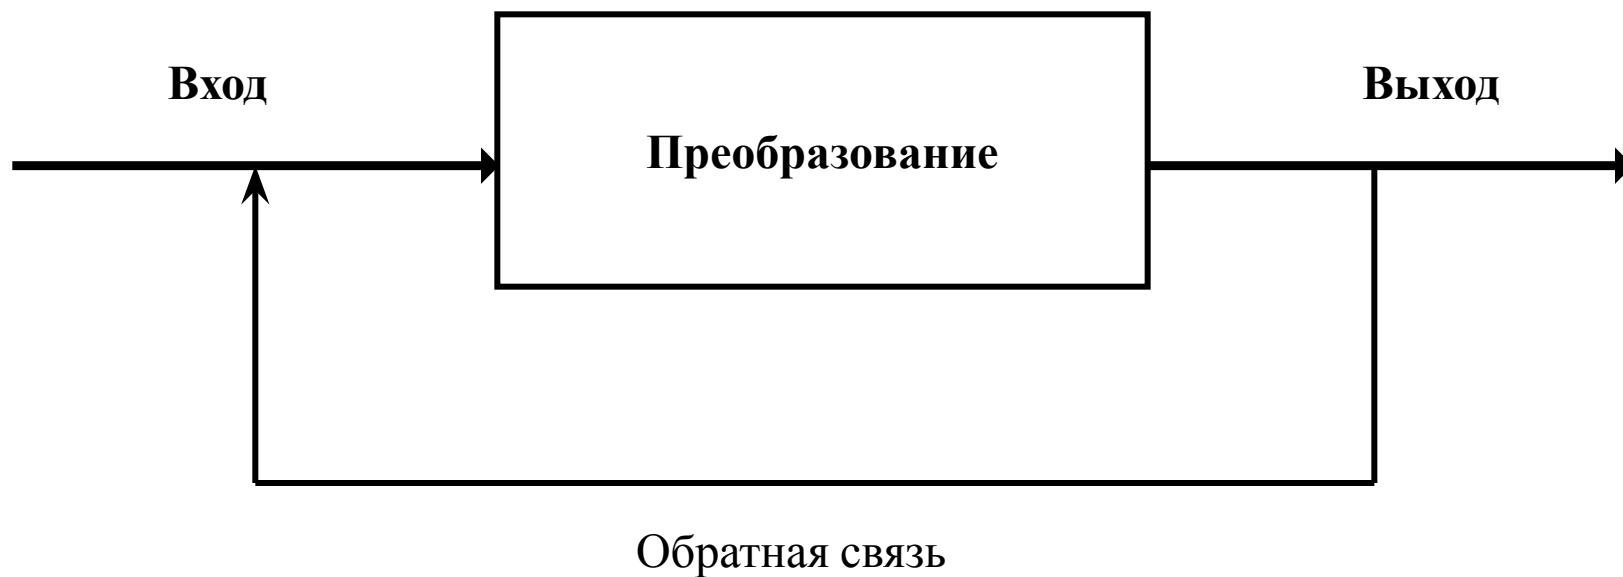 Вход
Преобразование
Выход
Обратная связь